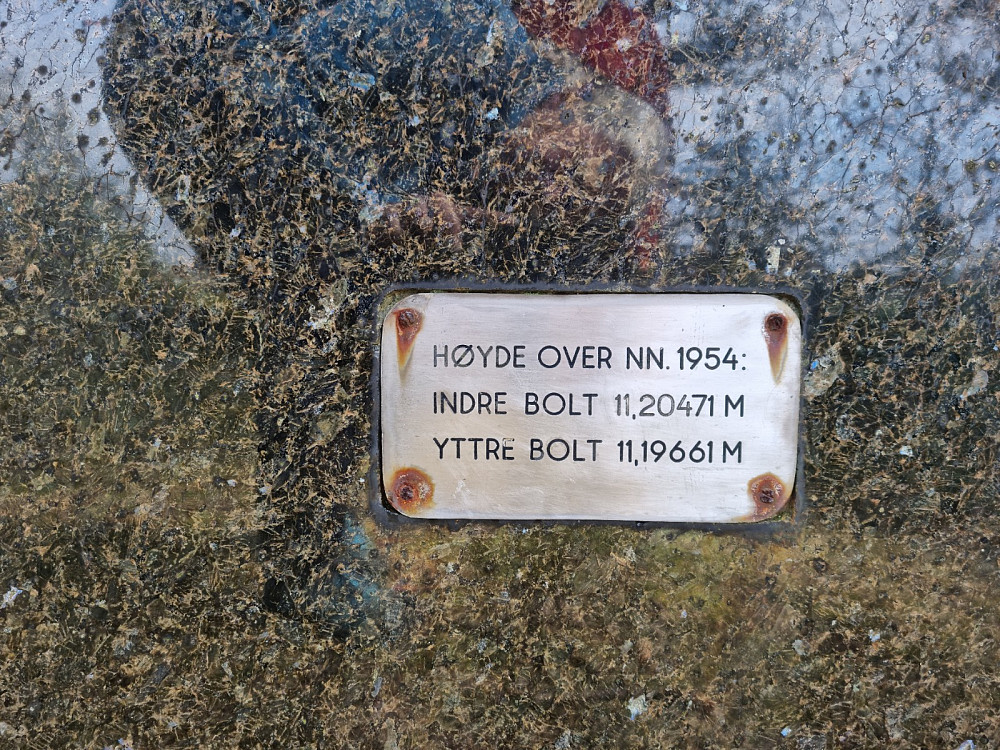 HØYDE OVER NN. 1954:
INDRE BOLT 11,20471 M
YTTRE BOLT 11,19661 M